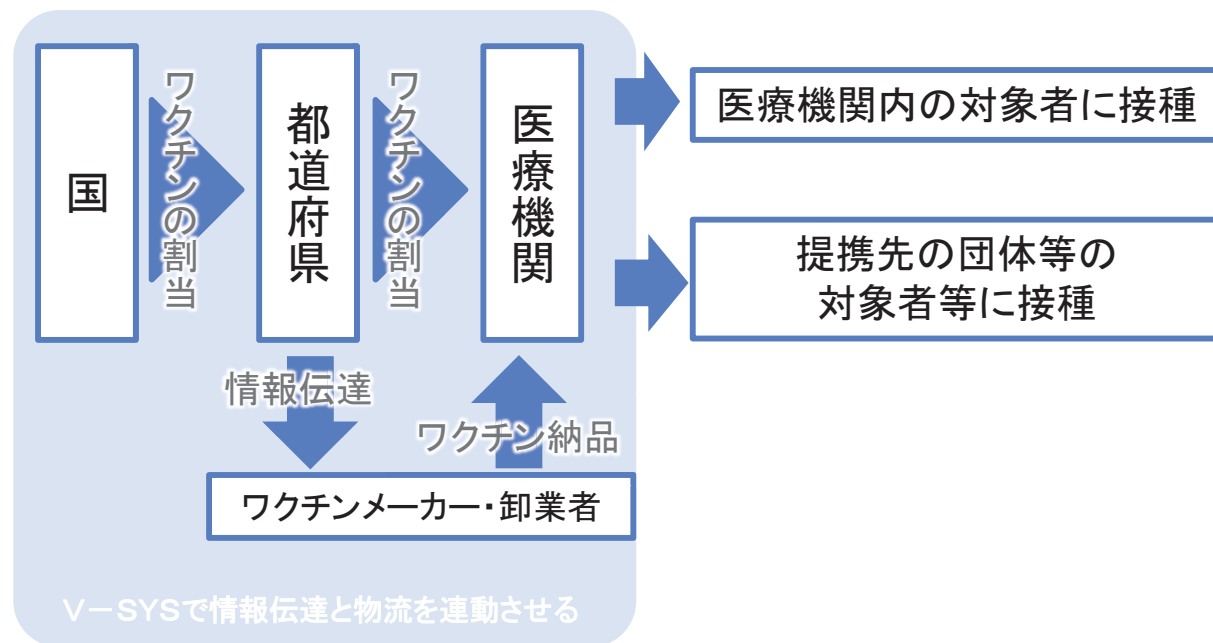 国
ワクチンの割当
都道府県
ワクチンの割当
医療機関
医療機関内の対象者に接種
提携先の団体等の
対象者等に接種
情報伝達
ワクチン納品
ワクチンメーカー・卸業者
V－SYSで情報伝達と物流を連動させる